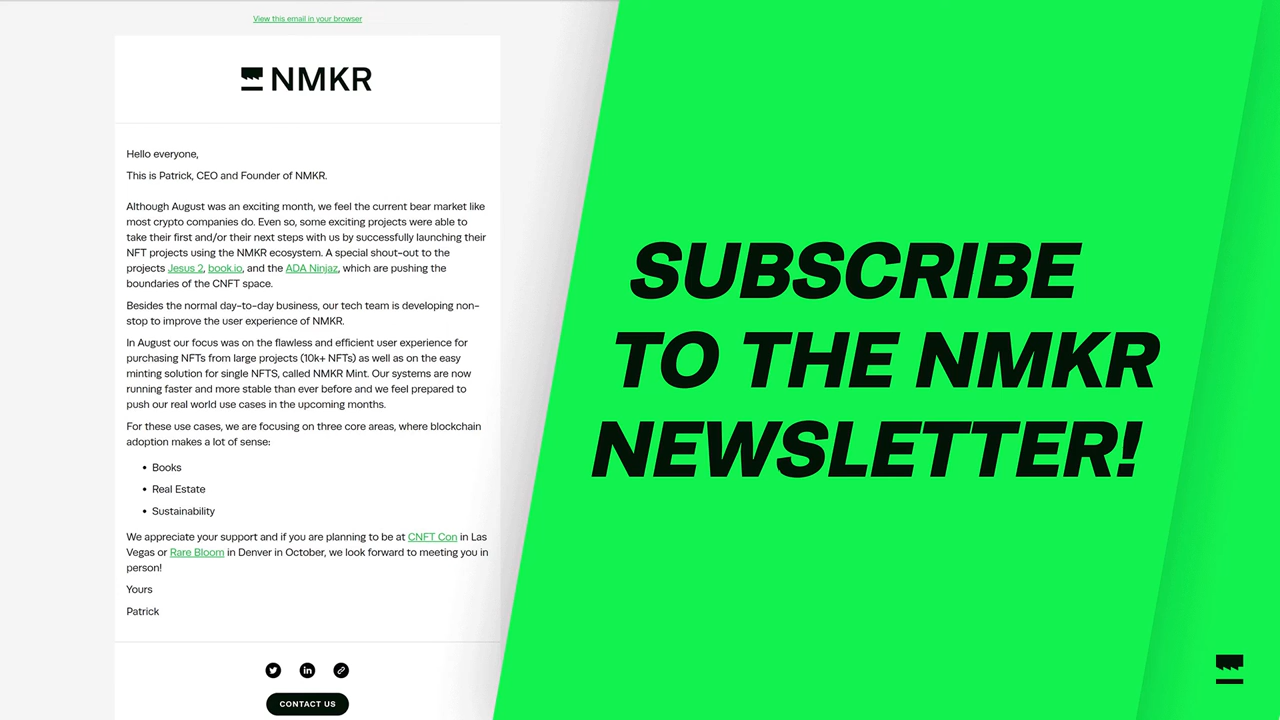 View this email in your browser
NMKR
Hello everyone,
This is Patrick, CEO and Founder of NMKR.
Although August was an exciting month, we feel the current bear market like
most crypto companies do. Even so, some exciting projects were able to
take their first and/or their next steps with us by successfully launching their
NFT projects using the NMKR ecosystem. A special shout-out to the
projects Jesus 2, book.io, and the ADA Ninjaz, which are pushing the
boundaries of the CNFT space.
Besides the normal day-to-day business, our tech team is developing non-
stop to improve the user experience of NMKR.
In August our focus was on the flawless and efficient user experience for
purchasing NFTs from large projects (10k+ NFTs) as well as on the easy
minting solution for single NFTS, called NMKR Mint. Our systems are now
running faster and more stable than ever before and we feel prepared to
push our real world use cases in the upcoming months.
For these use cases, we are focusing on three core areas, where blockchain
adoption makes a lot of sense:
• Books
• Real Estate
• Sustainability
We appreciate your support and if you are planning to be at CNFT Con in Las
Vegas or Rare Bloom in Denver in October, we look forward to meeting you in
person!
Yours
Patrick
CONTACT US
SUBSCRIBE
TO THE NMKR
NEWSLETTER!